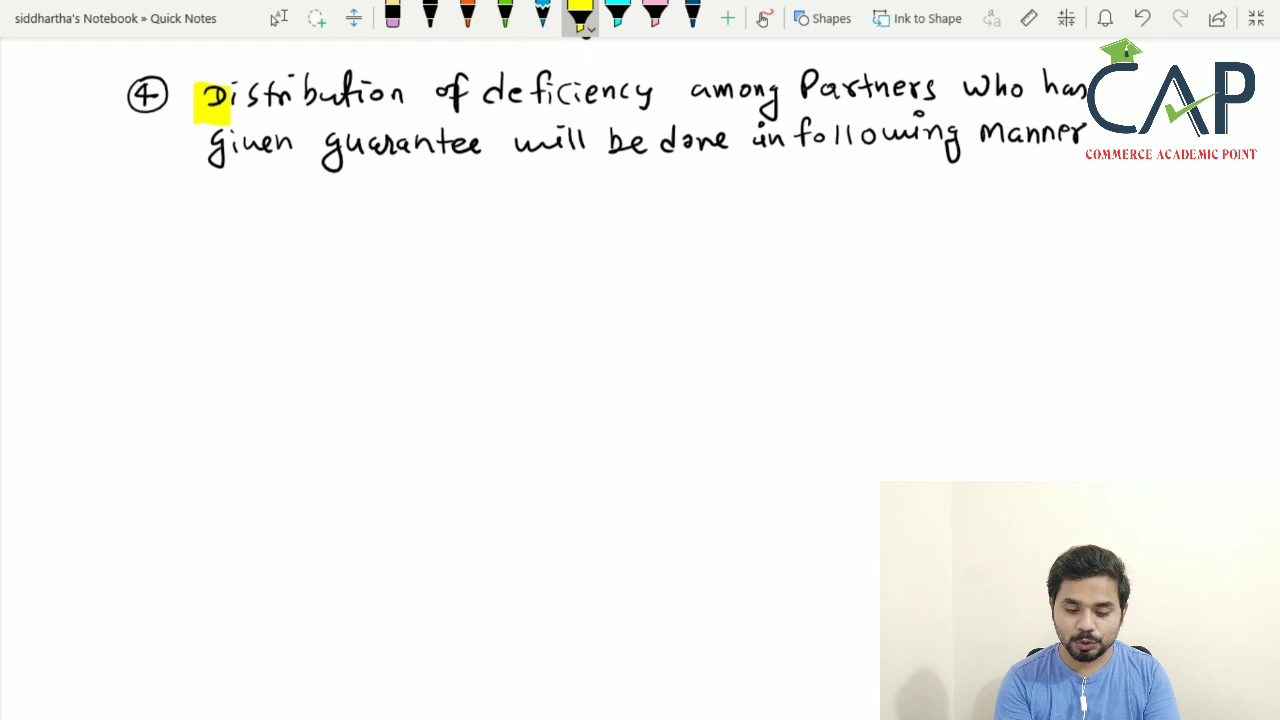 siddhartha's Notebook » Quick Notes
Shapes
Ink to Shape
④ Distribution of deficiency among Partners who has
given guarantee will be done in following Manner
CAP
COMMERCE ACADEMIC POINT